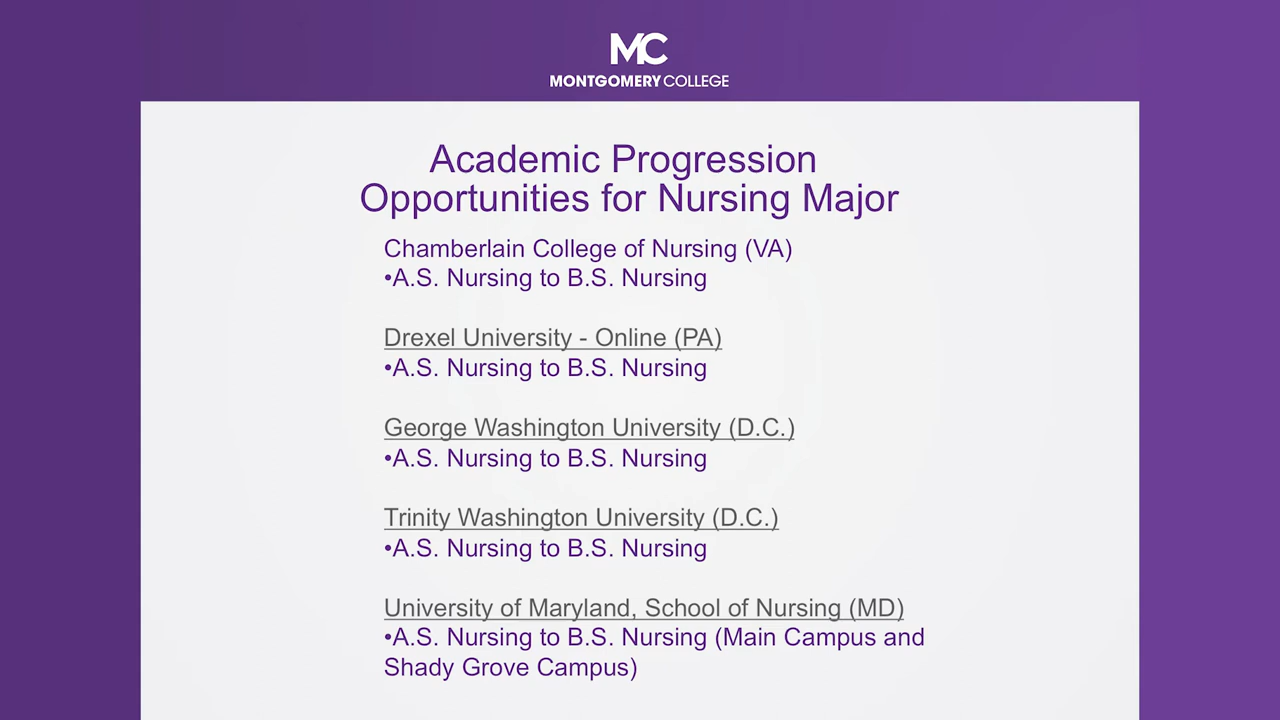 MC
MONTGOMERY COLLEGE
Academic Progression
Opportunities for Nursing Major
Chamberlain College of Nursing (VA)
•A.S. Nursing to B.S. Nursing
Drexel University - Online (PA)
•A.S. Nursing to B.S. Nursing
George Washington University (D.C.)
•A.S. Nursing to B.S. Nursing
Trinity Washington University (D.C.)
•A.S. Nursing to B.S. Nursing
University of Maryland, School of Nursing (MD)
•A.S. Nursing to B.S. Nursing (Main Campus and
Shady Grove Campus)